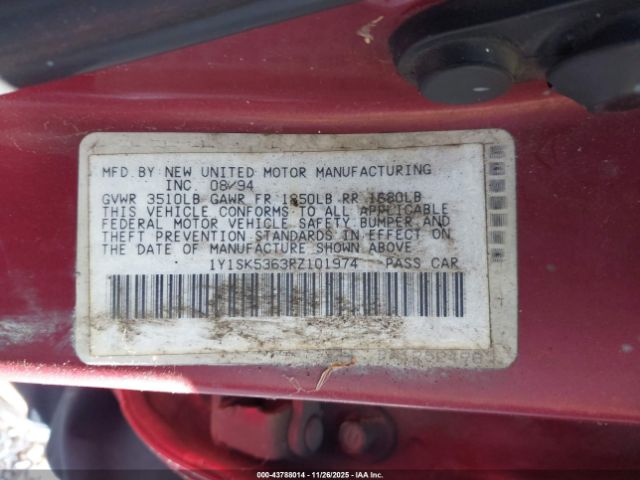 MFD. BY NEW UNITED MOTOR MANUFACTURING
INC. 08/94
GVWR 3510LB GAWR FR 1850LB RR 1680LB
THIS VEHICLE CONFORMS TO ALL APPLICABLE
FEDERAL MOTOR VEHICLE SAFETY, BUMPER AND
THEFT PREVENTION STANDARDS IN EFFECT ON
THE DATE OF MANUFACTURE SHOWN ABOVE
1Y1SK5363RZ101974 PASS CAR
000-43788014 | 11/26/2025 | IAA Inc.